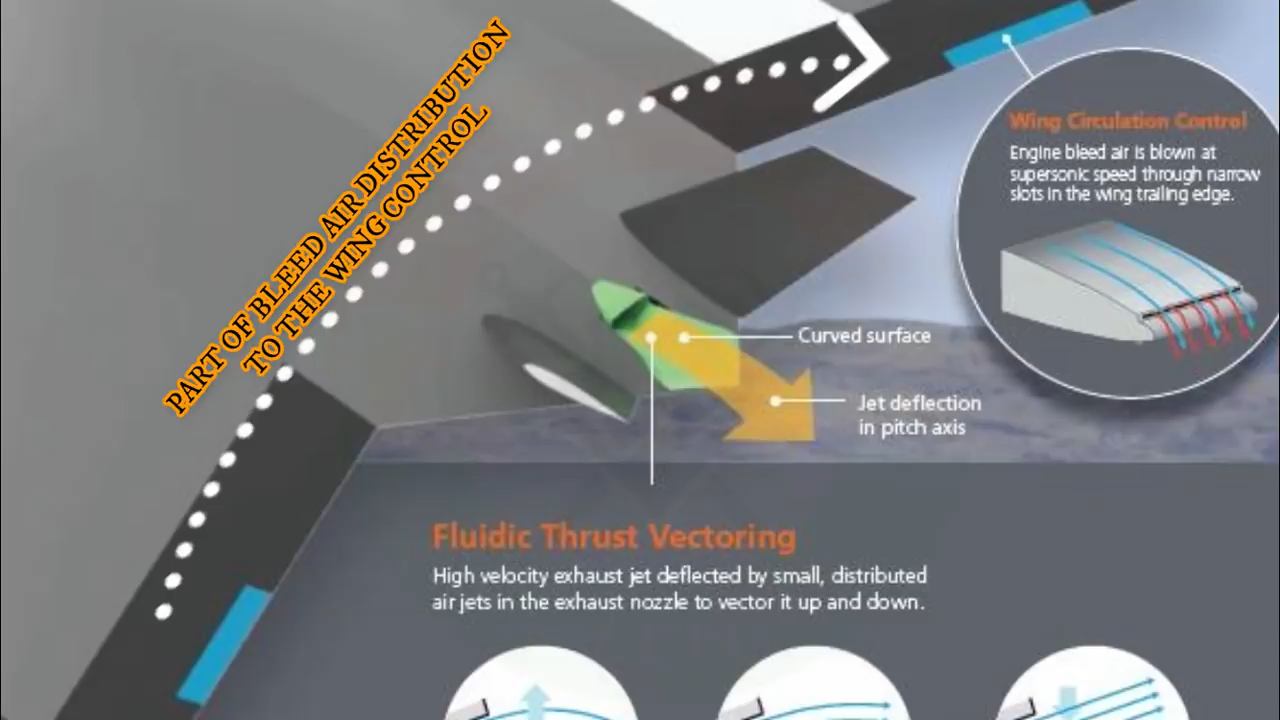 PART OF BLEED AIR DISTRIBUTION
TO THE WING CONTROL
Wing Circulation Control
Engine bleed air is blown at
supersonic speed through narrow
slots in the wing trailing edge.
Curved surface
Jet deflection
in pitch axis
Fluidic Thrust Vectoring
High velocity exhaust jet deflected by small, distributed
air jets in the exhaust nozzle to vector it up and down.